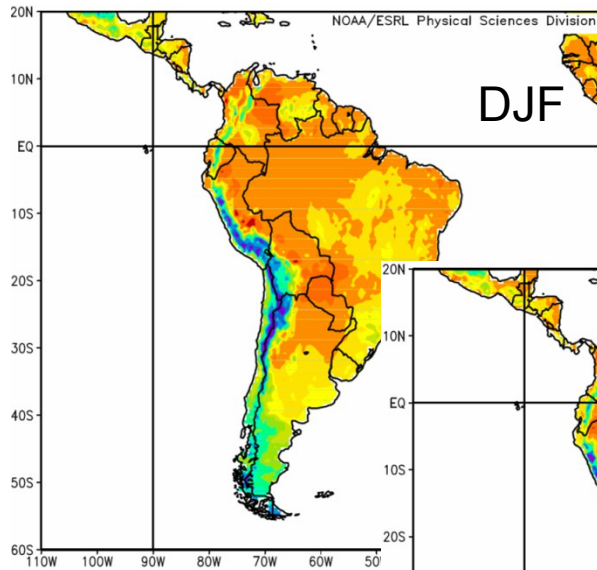 20N
NOAA/ESRL Physical Sciences Division
10N
DJF
EQ
10S
20S
30S
40S
50S
60S
110W 100W 90W 80W 70W 60W 50
20N
10N
EQ
10S
20S